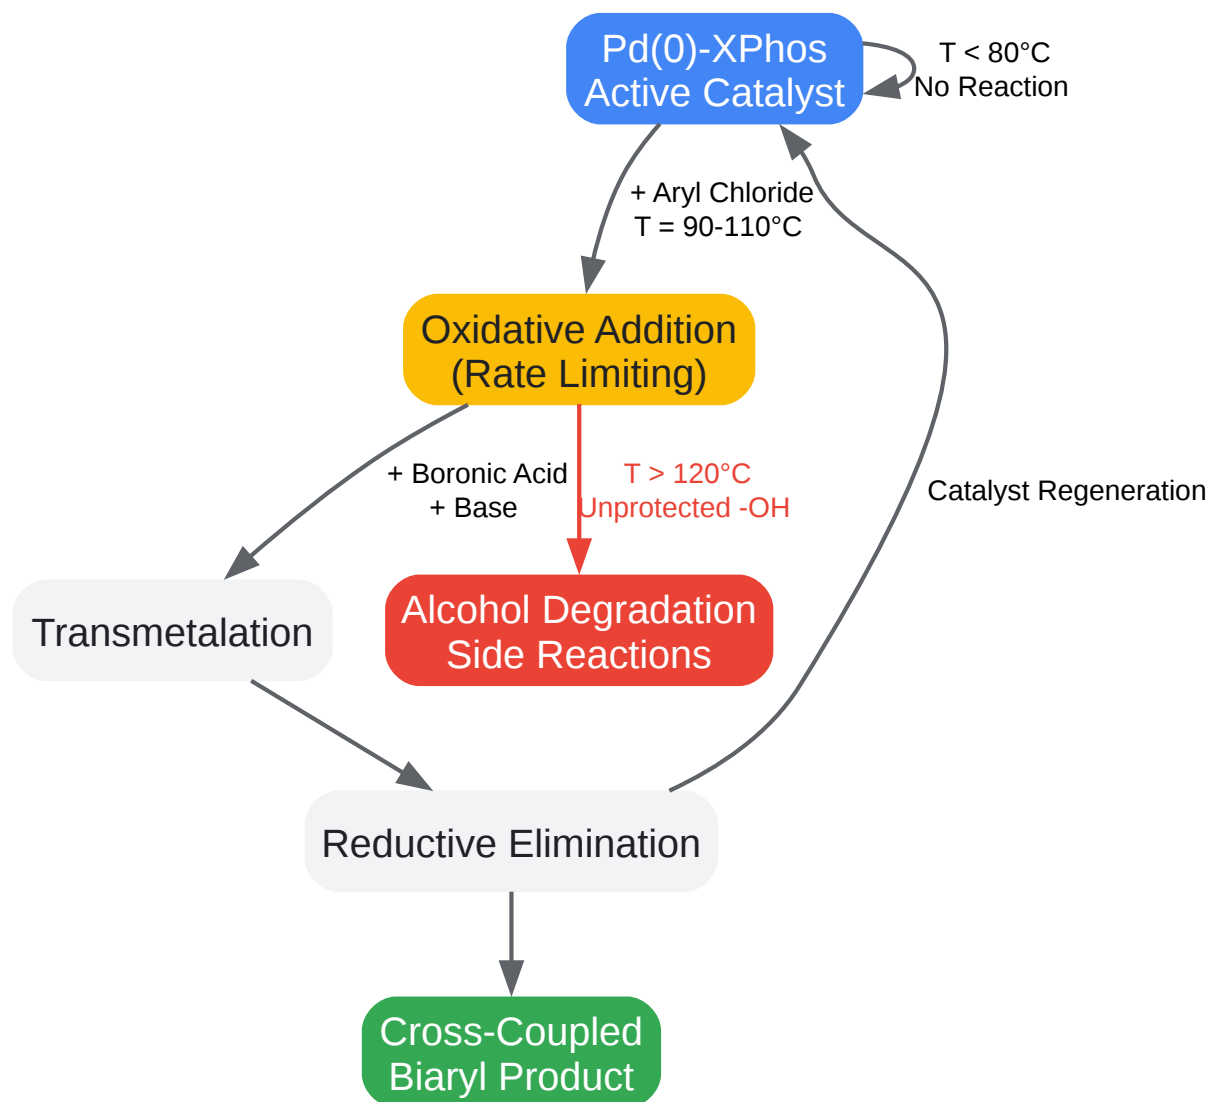 Pd(0)-XPhos
Active Catalyst
T < 80°C
No Reaction
+ Aryl Chloride
T = 90-110°C
Oxidative Addition
(Rate Limiting)
+ Boronic Acid
+ Base
T > 120°C
Unprotected -OH
Catalyst Regeneration
Transmetalation
Alcohol Degradation
Side Reactions
Reductive Elimination
Cross-Coupled
Biaryl Product